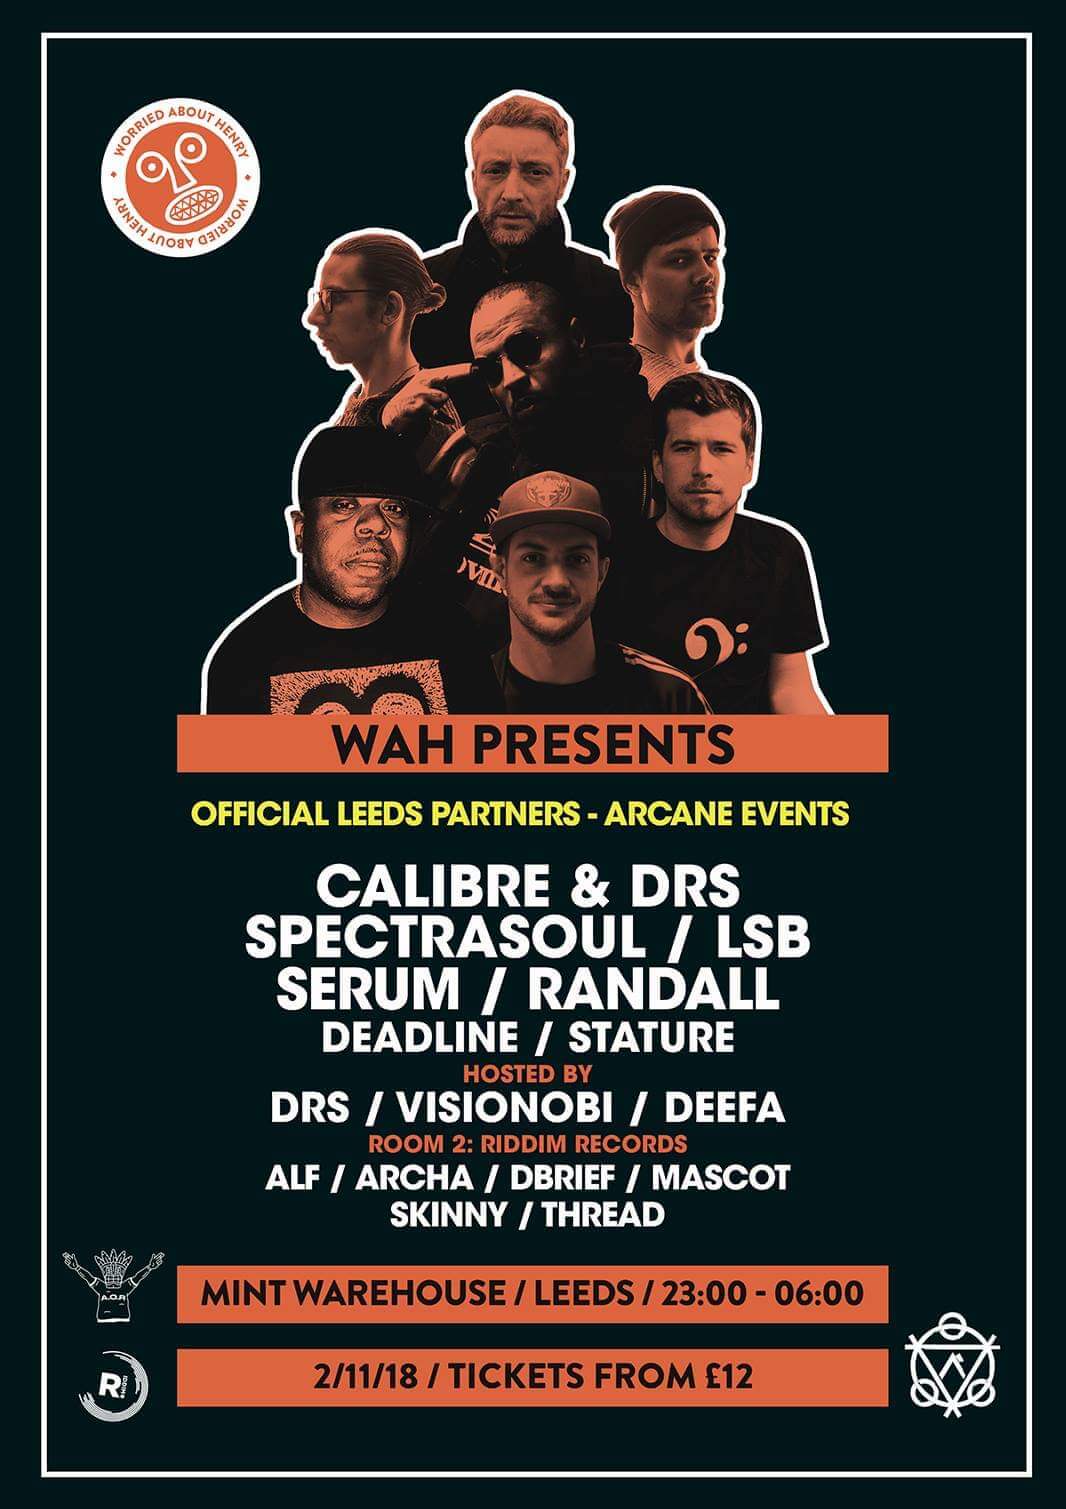 WORRIED ABOUT HENRY
WORRIED ABOUT HENRY
WAH PRESENTS
OFFICIAL LEEDS PARTNERS - ARCANE EVENTS
CALIBRE & DRS
SPECTRASOUL / LSB
SERUM / RANDALL
DEADLINE / STATURE
HOSTED BY
DRS / VISIONOBI / DEEFA
ROOM 2: RIDDIM RECORDS
ALF / ARCHA / DBRIEF / MASCOT
SKINNY / THREAD
MINT WAREHOUSE / LEEDS / 23:00 - 06:00
2/11/18 / TICKETS FROM £12
R